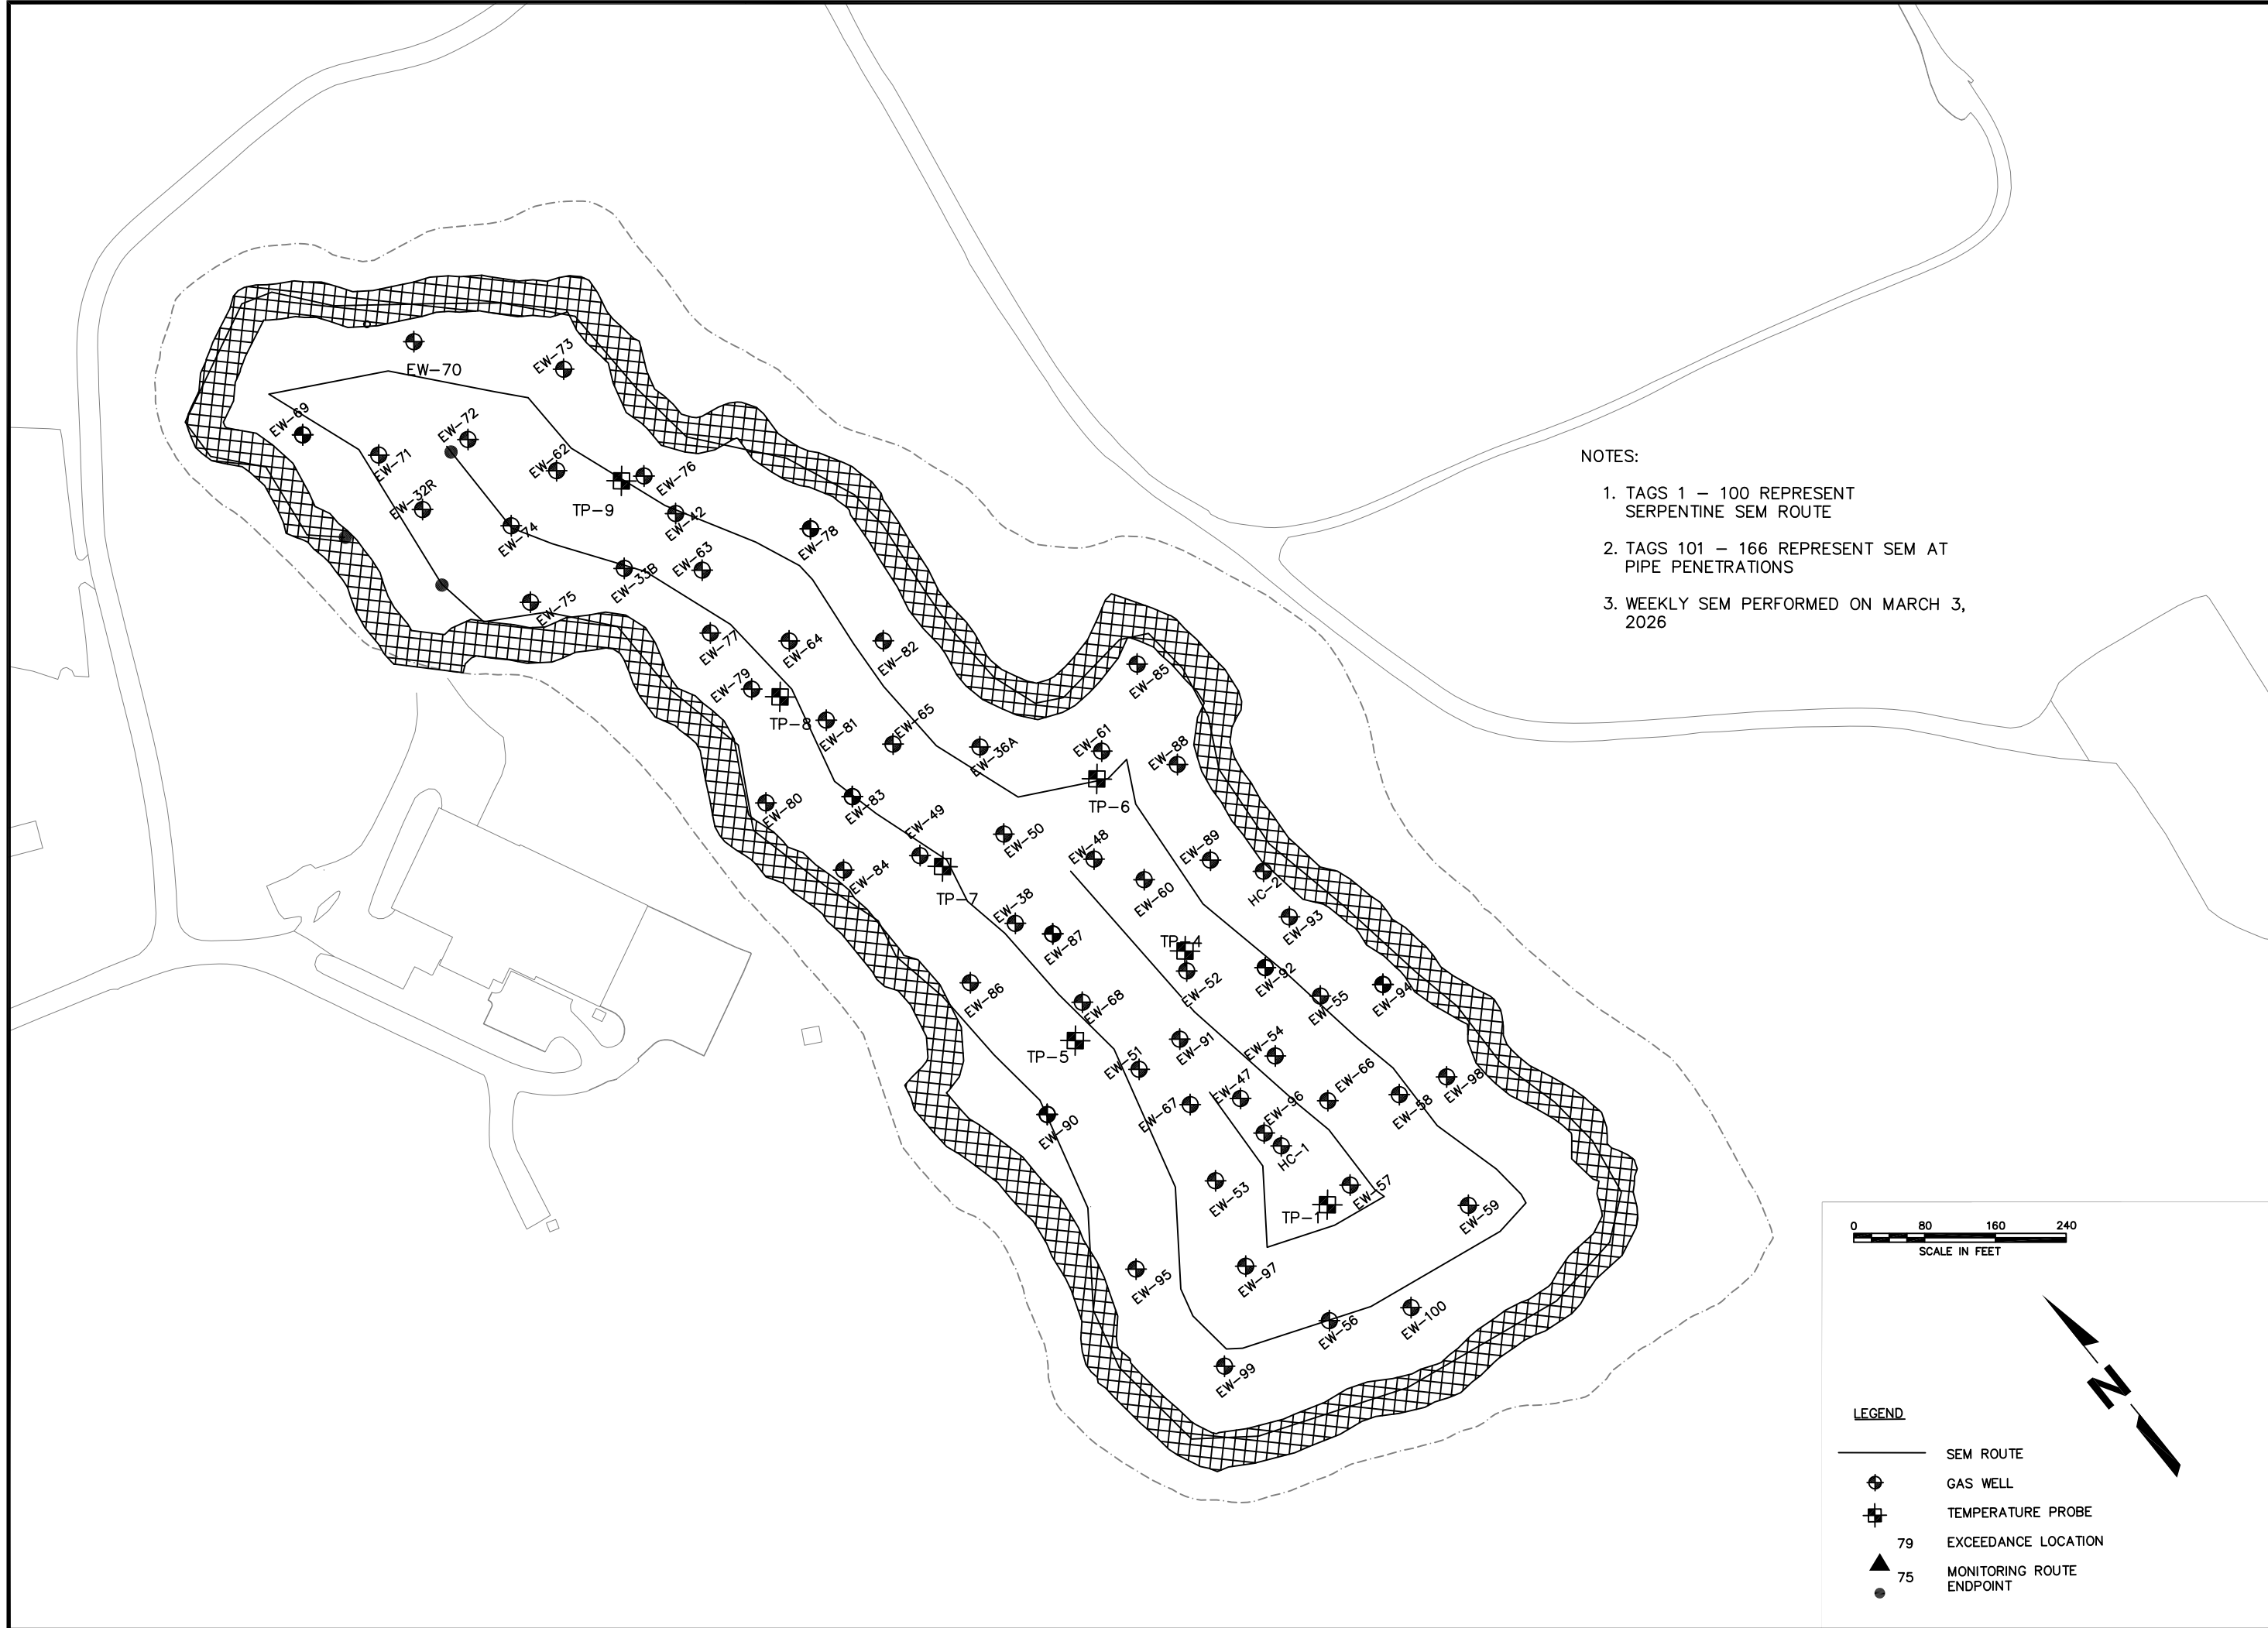 EW-73
EW-70
EW-69
EW-72
EW-71
EW-62
EW-76
EW-32R
TP-9
EW-42
EW-74
EW-78
EW-63
EW-33B
EW-75
EW-77
EW-64
EW-82
EW-85
EW-79
TP-8
EW-81
EW-65
EW-36A
EW-61
EW-88
TP-6
EW-80
EW-83
EW-49
EW-50
EW-48
EW-89
EW-84
TP-7
EW-60
HC-2
EW-38
EW-87
EW-93
TP-4
EW-52
EW-92
EW-86
EW-68
EW-55
EW-94
TP-5
EW-51
EW-91
EW-54
EW-47
EW-66
EW-67
EW-96
EW-58
EW-98
EW-90
HC-1
EW-53
EW-57
TP-1
EW-59
EW-95
EW-97
EW-56
EW-100
EW-99
NOTES:
1. TAGS 1 – 100 REPRESENT
SERPENTINE SEM ROUTE
2. TAGS 101 – 166 REPRESENT SEM AT
PIPE PENETRATIONS
3. WEEKLY SEM PERFORMED ON MARCH 3,
2026
0 80 160 240
SCALE IN FEET
N
LEGEND
SEM ROUTE
GAS WELL
TEMPERATURE PROBE
79 EXCEEDANCE LOCATION
75 MONITORING ROUTE
ENDPOINT